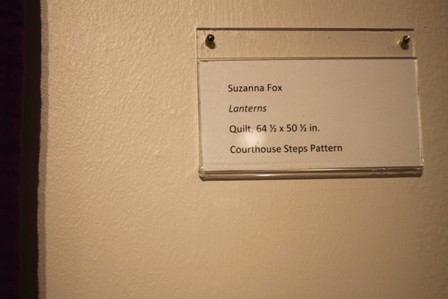 Suzanna Fox
Lanterns
Quilt, 64 ½ x 50 ½ in.
Courthouse Steps Pattern